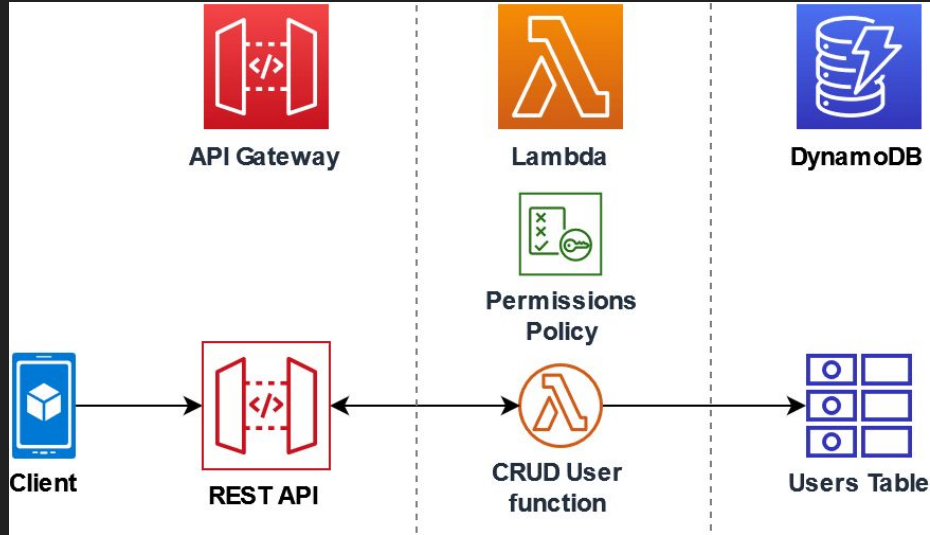 API Gateway
Lambda
DynamoDB
Permissions
Policy
Client
REST API
CRUD User
function
Users Table